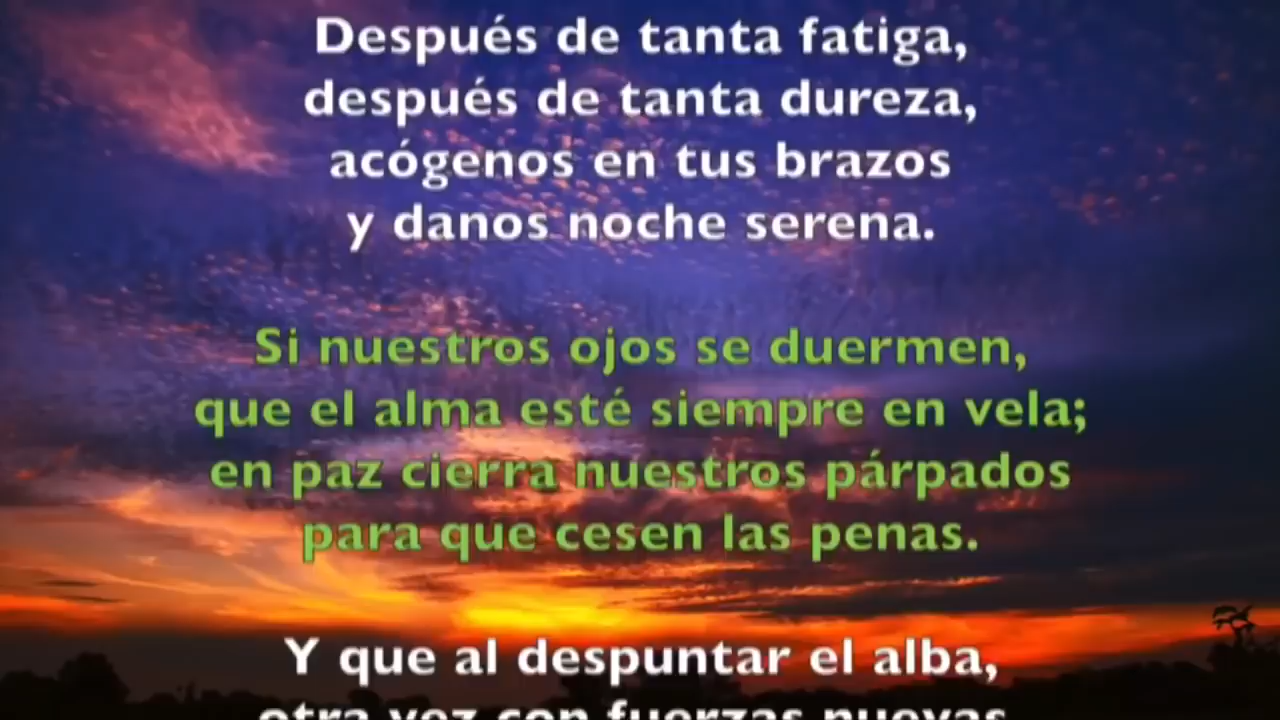 Después de tanta fatiga,
después de tanta dureza,
acógenos en tus brazos
y danos noche serena.
Si nuestros ojos se duermen,
que el alma esté siempre en vela;
en paz cierra nuestros párpados
para que cesen las penas.
Y que al despuntar el alba,
otra vez con fuerzas nuevas